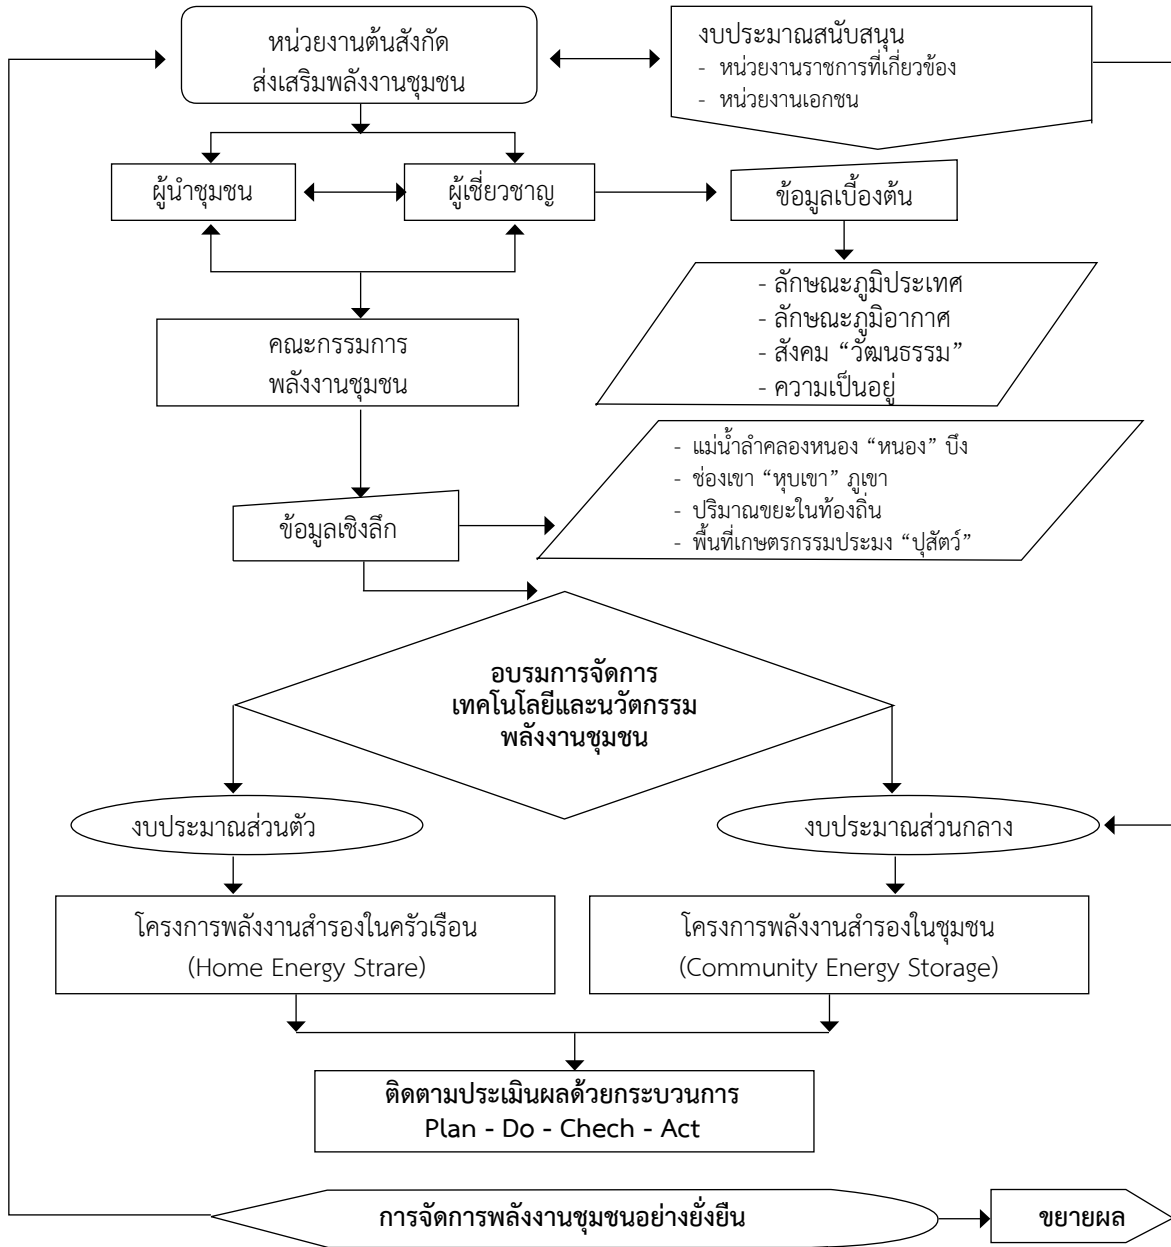 หน่วยงานต้นสังกัด
ส่งเสริมพลังงานชุมชน
งบประมาณสนับสนุน
- หน่วยงานราชการที่เกี่ยวข้อง
- หน่วยงานเอกชน
ผู้นำชุมชน
ผู้เชี่ยวชาญ
ข้อมูลเบื้องต้น
- ลักษณะภูมิประเทศ
- ลักษณะภูมิอากาศ
- สังคม “วัฒนธรรม”
- ความเป็นอยู่
คณะกรรมการ
พลังงานชุมชน
- แม่น้ำลำคลองหนอง “หนอง” บึง
- ช่องเขา “หุบเขา” ภูเขา
- ปริมาณขยะในท้องถิ่น
- พื้นที่เกษตรกรรมประมง “ปุสัตว์”
ข้อมูลเชิงลึก
อบรมการจัดการ
เทคโนโลยีและนวัตกรรม
พลังงานชุมชน
งบประมาณส่วนตัว
งบประมาณส่วนกลาง
โครงการพลังงานสำรองในครัวเรือน
(Home Energy Strare)
โครงการพลังงานสำรองในชุมชน
(Community Energy Storage)
ติดตามประเมินผลด้วยกระบวนการ
Plan - Do - Chech - Act
การจัดการพลังงานชุมชนอย่างยั่งยืน
ขยายผล